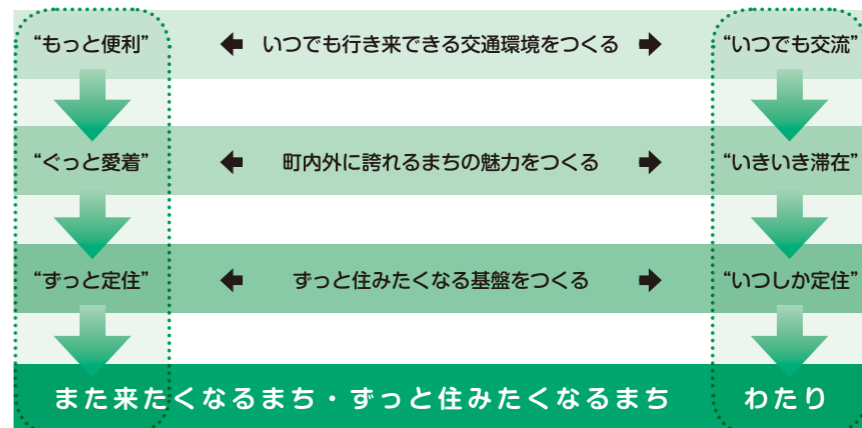 “もっと便利” いつでも行き来できる交通環境をつくる “いつでも交流”
“ぐっと愛着” 町内外に誇れるまちの魅力をつくる “いきいき滞在”
“ずっと定住” ずっと住みたくなる基盤をつくる “いつしか定住”
また来たくなるまち・ずっと住みたくなるまち わたり